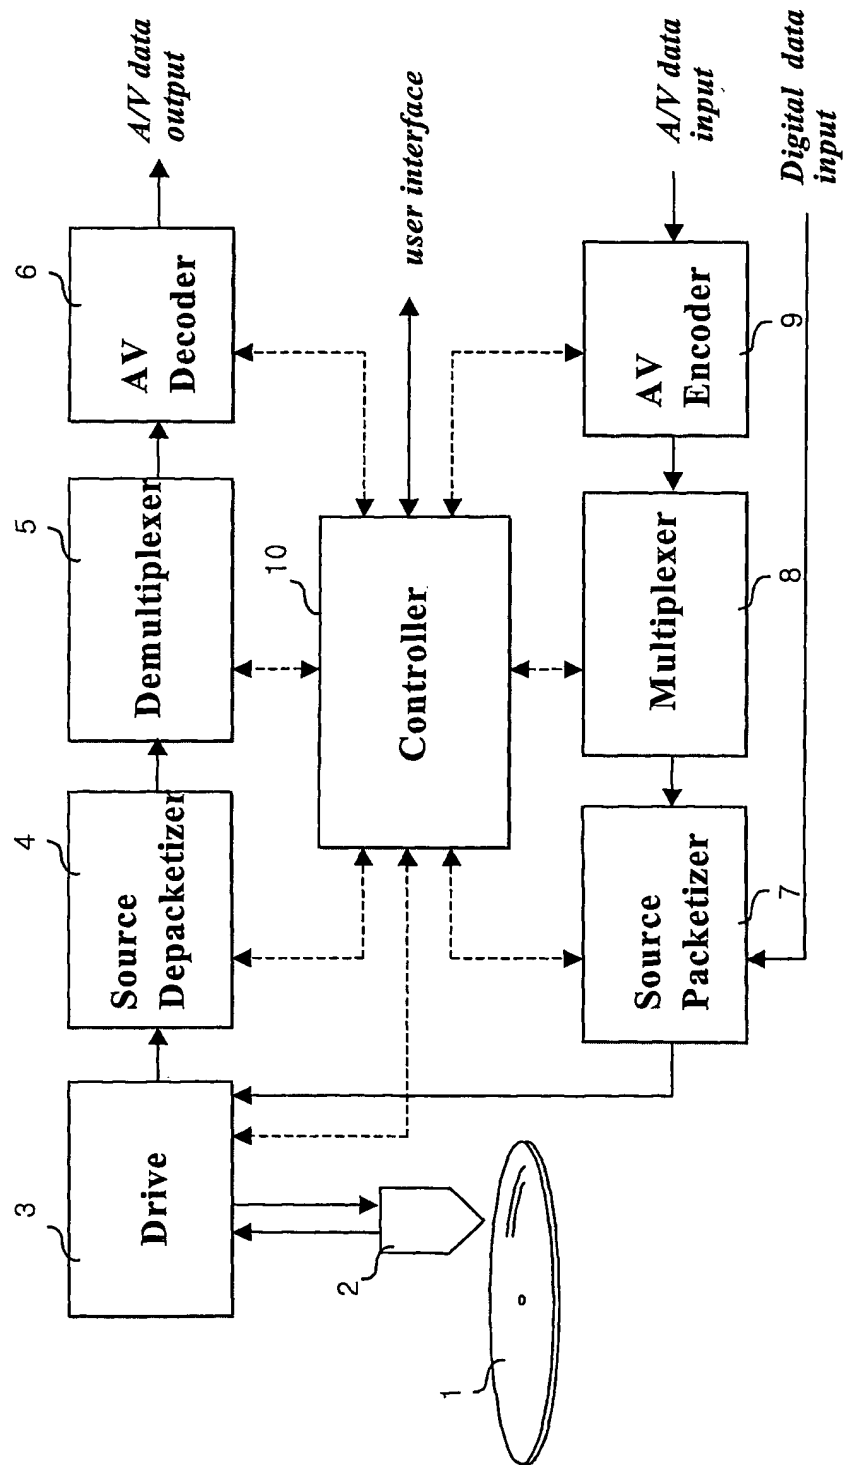 3
Drive
4
Source
Depacketizer
5
Demultiplexer
6
AV
Decoder
A/V data
output
2
10
Controller
user interface
1
Source
Packetizer
7
Multiplexer
8
AV
Encoder
9
A/V data
input
Digital data
input